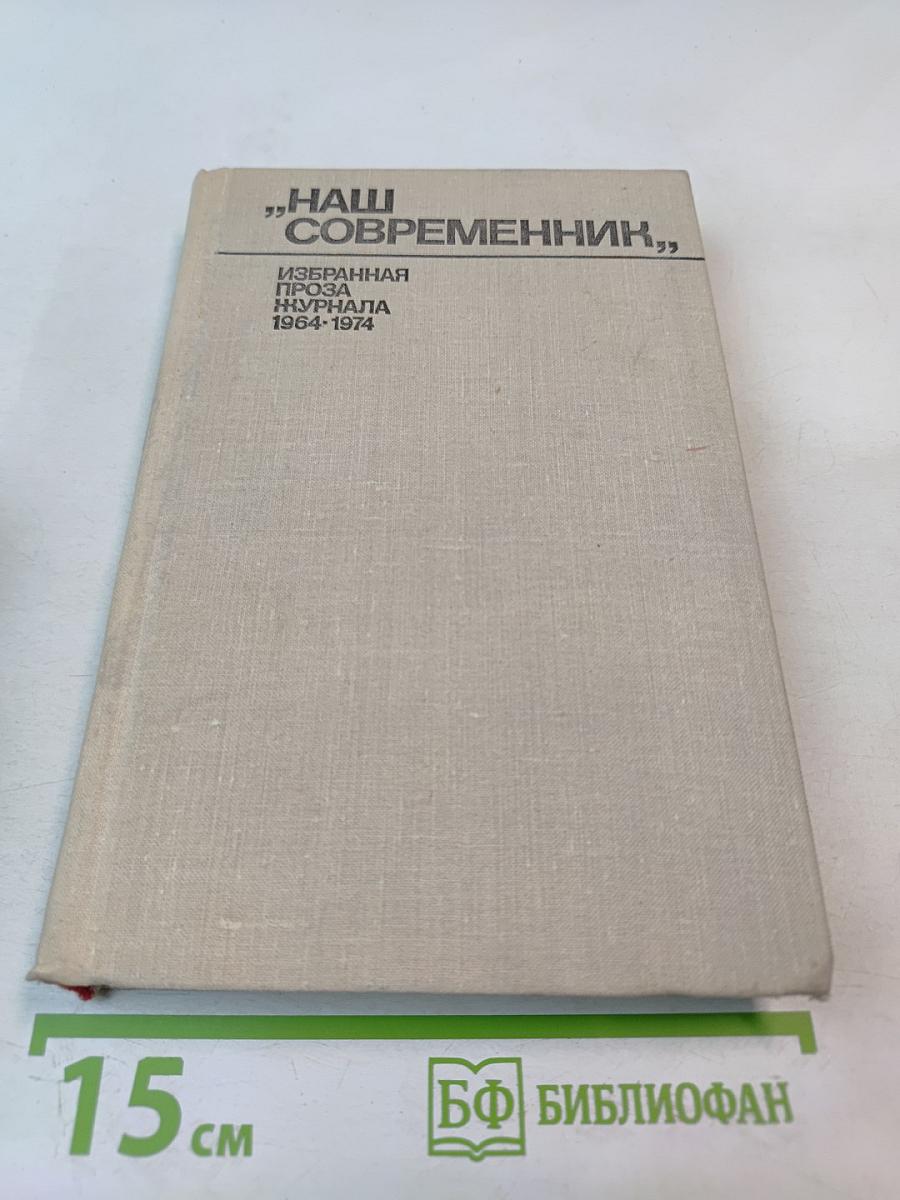 „НАШ
СОВРЕМЕННИК„
ИЗБРАННАЯ
ПРОЗА
ЖУРНАЛА
1964·1974
15 см
БФ БИБЛИОФАН